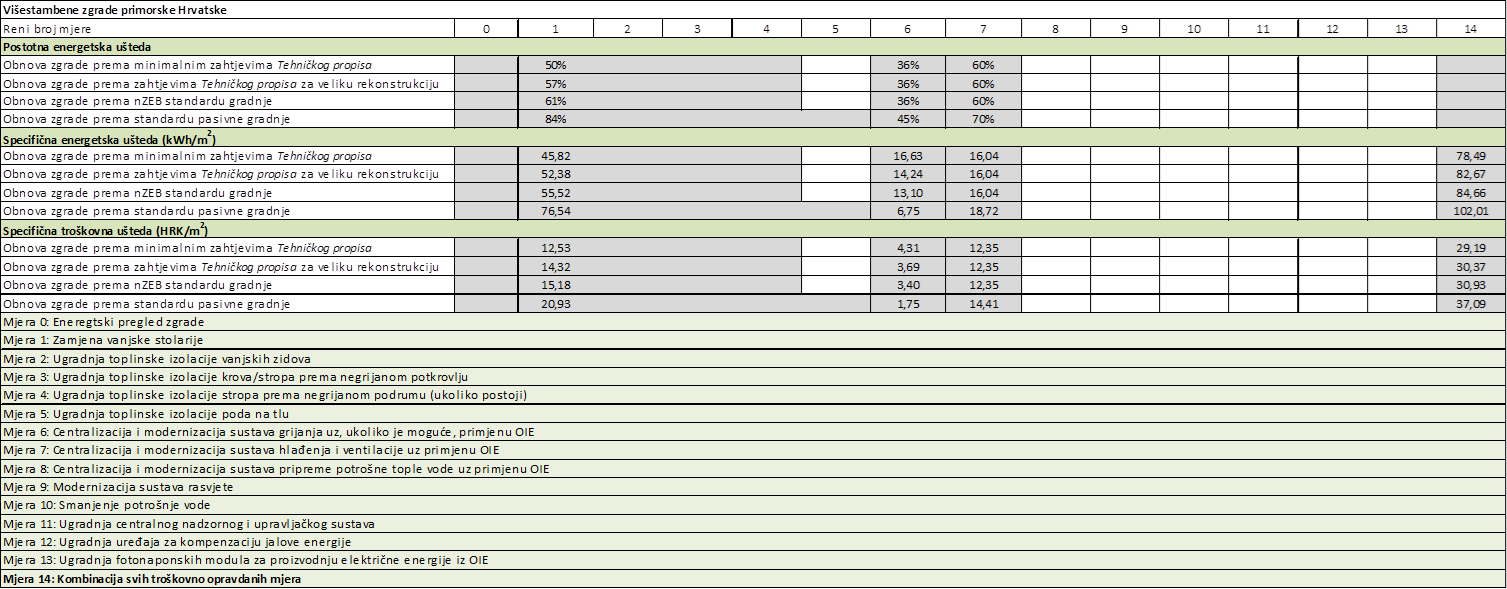 Višestambene zgrade primorske Hrvatske
Reni broj mjere 0 1 2 3 4 5 6 7 8 9 10 11 12 13 14
Postotna energetska ušteda
Obnova zgrade prema minimalnim zahtjevima Tehničkog propisa 50% 36% 60%
Obnova zgrade prema zahtjevima Tehničkog propisa za veliku rekonstrukciju 57% 36% 60%
Obnova zgrade prema nZEB standardu gradnje 61% 36% 60%
Obnova zgrade prema standardu pasivne gradnje 84% 45% 70%
Specifična energetska ušteda (kWh/m²)
Obnova zgrade prema minimalnim zahtjevima Tehničkog propisa 45,82 16,63 16,04 78,49
Obnova zgrade prema zahtjevima Tehničkog propisa za veliku rekonstrukciju 52,38 14,24 16,04 82,67
Obnova zgrade prema nZEB standardu gradnje 55,52 13,10 16,04 84,66
Obnova zgrade prema standardu pasivne gradnje 76,54 6,75 18,72 102,01
Specifična troškovna ušteda (HRK/m²)
Obnova zgrade prema minimalnim zahtjevima Tehničkog propisa 12,53 4,31 12,35 29,19
Obnova zgrade prema zahtjevima Tehničkog propisa za veliku rekonstrukciju 14,32 3,69 12,35 30,37
Obnova zgrade prema nZEB standardu gradnje 15,18 3,40 12,35 30,93
Obnova zgrade prema standardu pasivne gradnje 20,93 1,75 14,41 37,09
Mjera 0: Eneregtski pregled zgrade
Mjera 1: Zamjena vanjske stolarije
Mjera 2: Ugradnja toplinske izolacije vanjskih zidova
Mjera 3: Ugradnja toplinske izolacije krova/stropa prema negrijanom potkrovlju
Mjera 4: Ugradnja toplinske izolacije stropa prema negrijanom podrumu (ukoliko postoji)
Mjera 5: Ugradnja toplinske izolacije poda na tlu
Mjera 6: Centralizacija i modernizacija sustava grijanja uz, ukoliko je moguće, primjenu OIE
Mjera 7: Centralizacija i modernizacija sustava hlađenja i ventilacije uz primjenu OIE
Mjera 8: Centralizacija i modernizacija sustava pripreme potrošne tople vode uz primjenu OIE
Mjera 9: Modernizacija sustava rasvjete
Mjera 10: Smanjenje potrošnje vode
Mjera 11: Ugradnja centralnog nadzornog i upravljačkog sustava
Mjera 12: Ugradnja uređaja za kompenzaciju jalove energije
Mjera 13: Ugradnja fotonaponskih modula za proizvodnju električne energije iz OIE
Mjera 14: Kombinacija svih troškovno opravdanih mjera